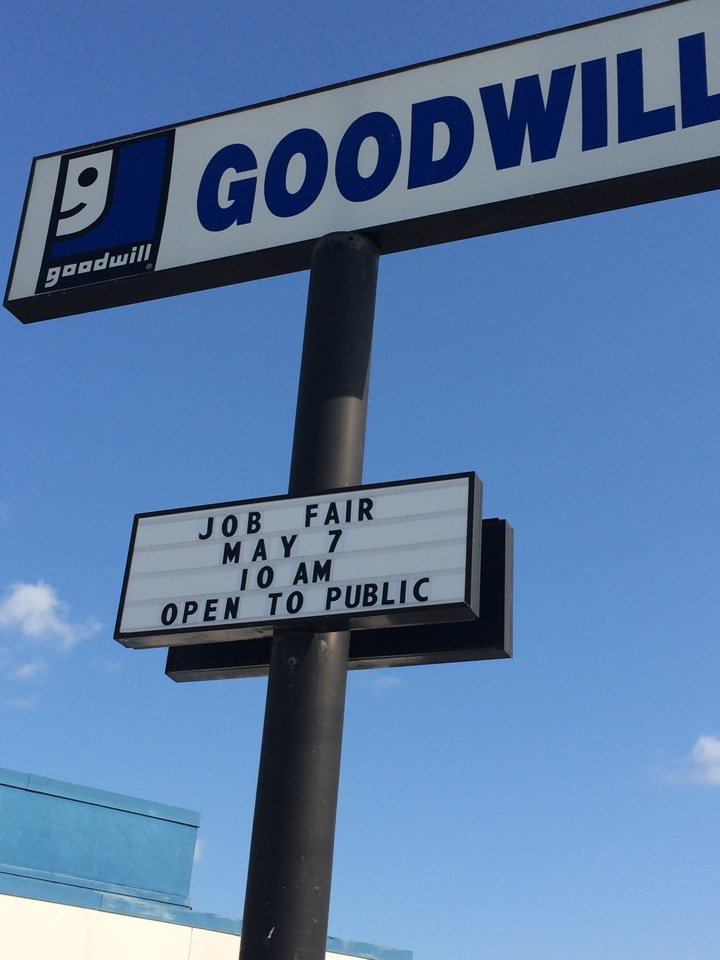 GOODWILL
goodwill
JOB FAIR
MAY 7
10 AM
OPEN TO PUBLIC